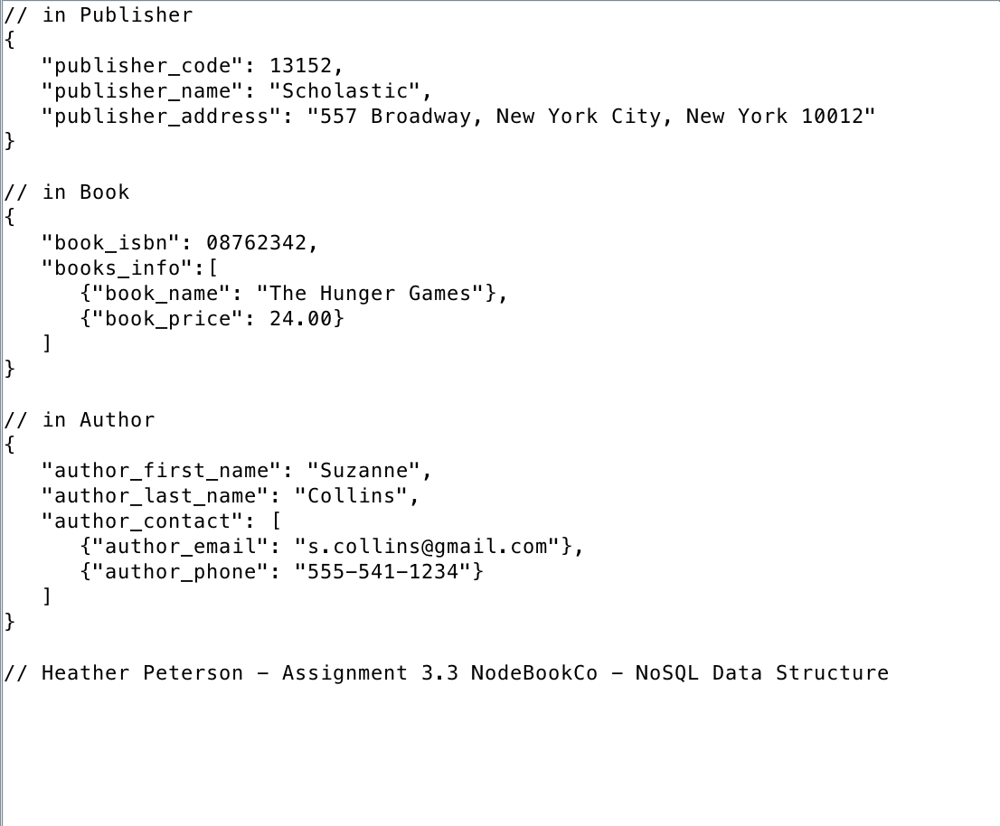 // in Publisher
{
   "publisher_code": 13152,
   "publisher_name": "Scholastic",
   "publisher_address": "557 Broadway, New York City, New York 10012"
}

// in Book
{
   "book_isbn": 08762342,
   "books_info":[
      {"book_name": "The Hunger Games"},
      {"book_price": 24.00}
   ]
}

// in Author
{
   "author_first_name": "Suzanne",
   "author_last_name": "Collins",
   "author_contact": [
      {"author_email": "s.collins@gmail.com"},
      {"author_phone": "555-541-1234"}
   ]
}

// Heather Peterson - Assignment 3.3 NodeBookCo - NoSQL Data Structure